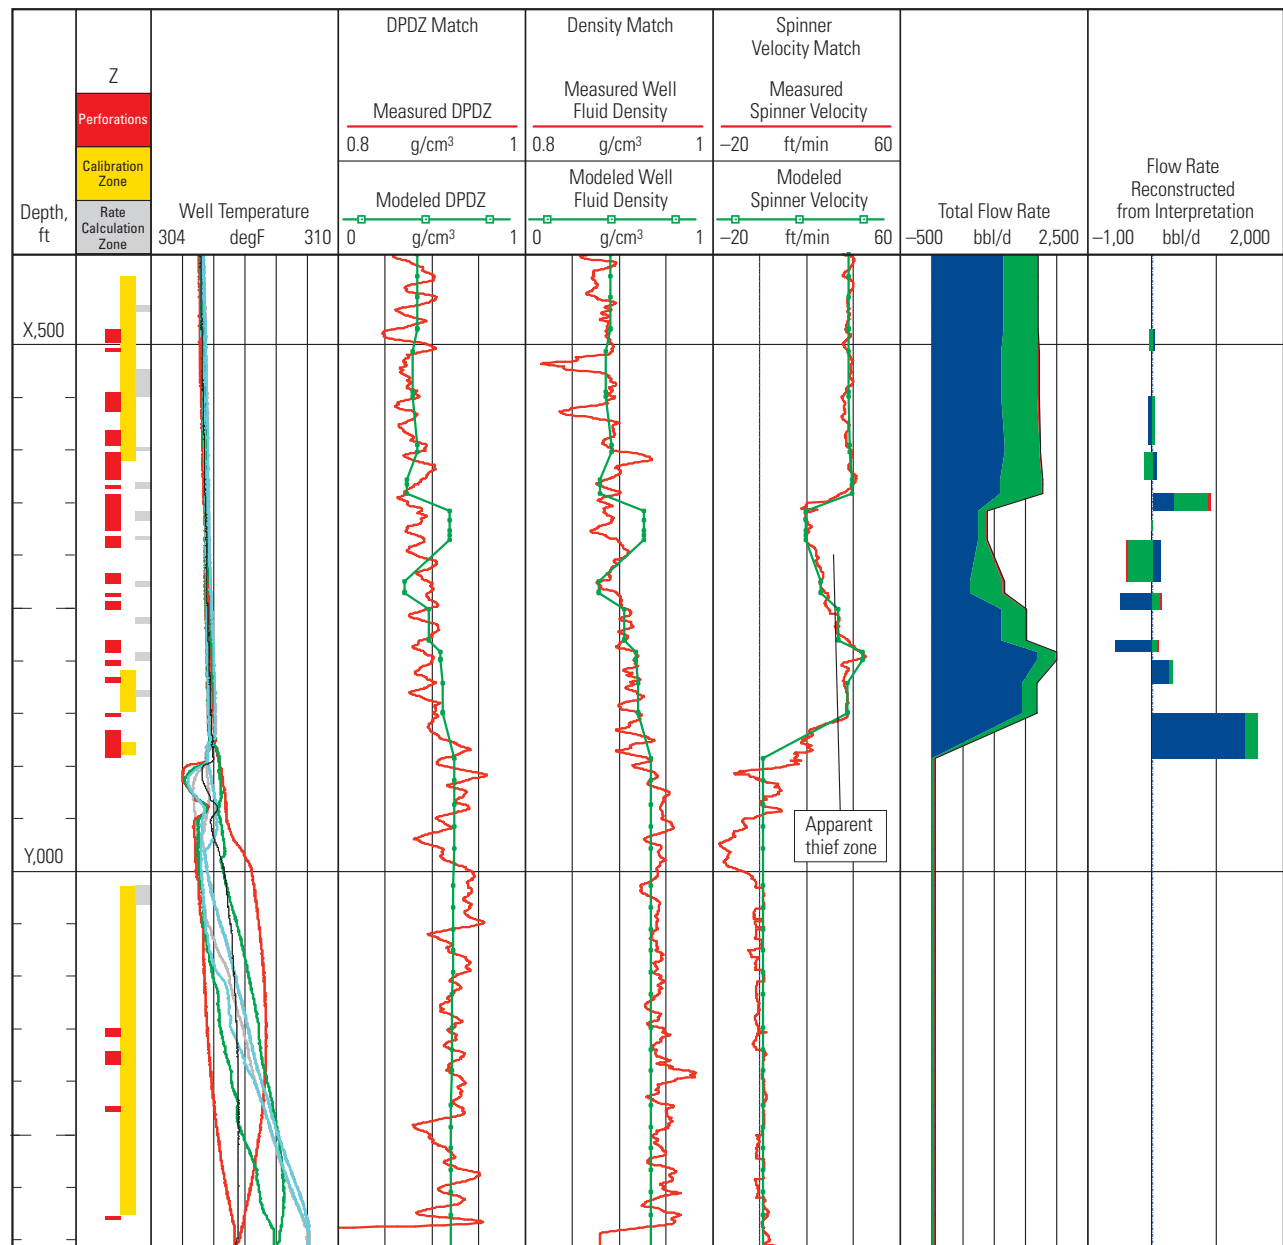 DPDZ Match
Density Match
Spinner
Velocity Match
Z
Perforations
Measured DPDZ
Measured Well
Fluid Density
Measured
Spinner Velocity
0.8 g/cm³ 1
0.8 g/cm³ 1
–20 ft/min 60
Calibration
Zone
Depth,
ft
Rate
Calculation
Zone
Well Temperature
304 degF 310
Modeled DPDZ
0 g/cm³ 1
Modeled Well
Fluid Density
0 g/cm³ 1
Modeled
Spinner Velocity
–20 ft/min 60
Total Flow Rate
–500 bbl/d 2,500
Flow Rate
Reconstructed
from Interpretation
–1,00 bbl/d 2,000
X,500
Apparent
thief zone
Y,000